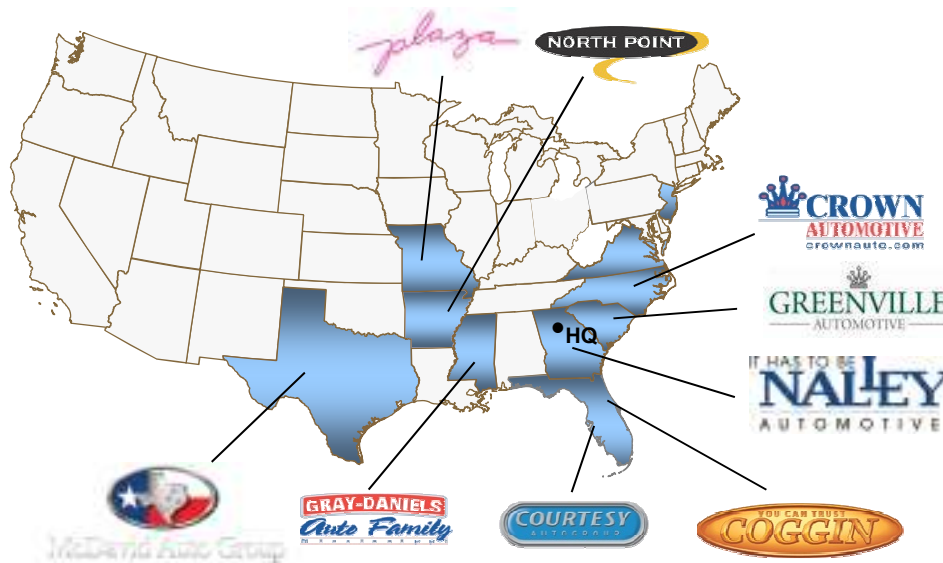 plaza
NORTH POINT
CROWN
AUTOMOTIVE
crownauto.com
GREENVILLE
AUTOMOTIVE
HQ
IT HAS TO BE
NALLEY
AUTOMOTIVE
McDavid Auto Group
GRAY-DANIELS
Auto Family
COURTESY
AUTOGROUP
YOU CAN TRUST
COGGIN